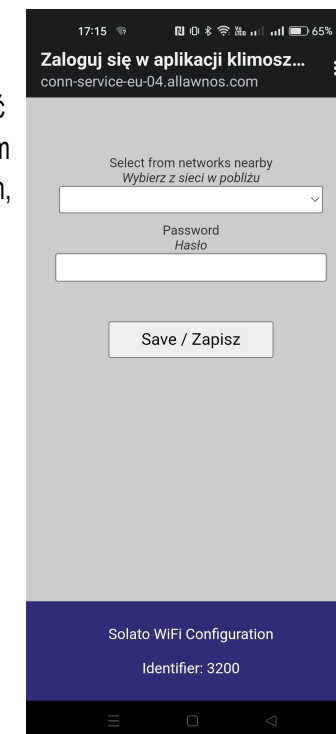 17:15 65%
Zaloguj się w aplikacji klimosz...
conn-service-eu-04.allawnos.com
ć
m
,
Select from networks nearby
Wybierz z sieci w pobliżu
Password
Hasło
Save / Zapisz
Solato WiFi Configuration
Identifier: 3200